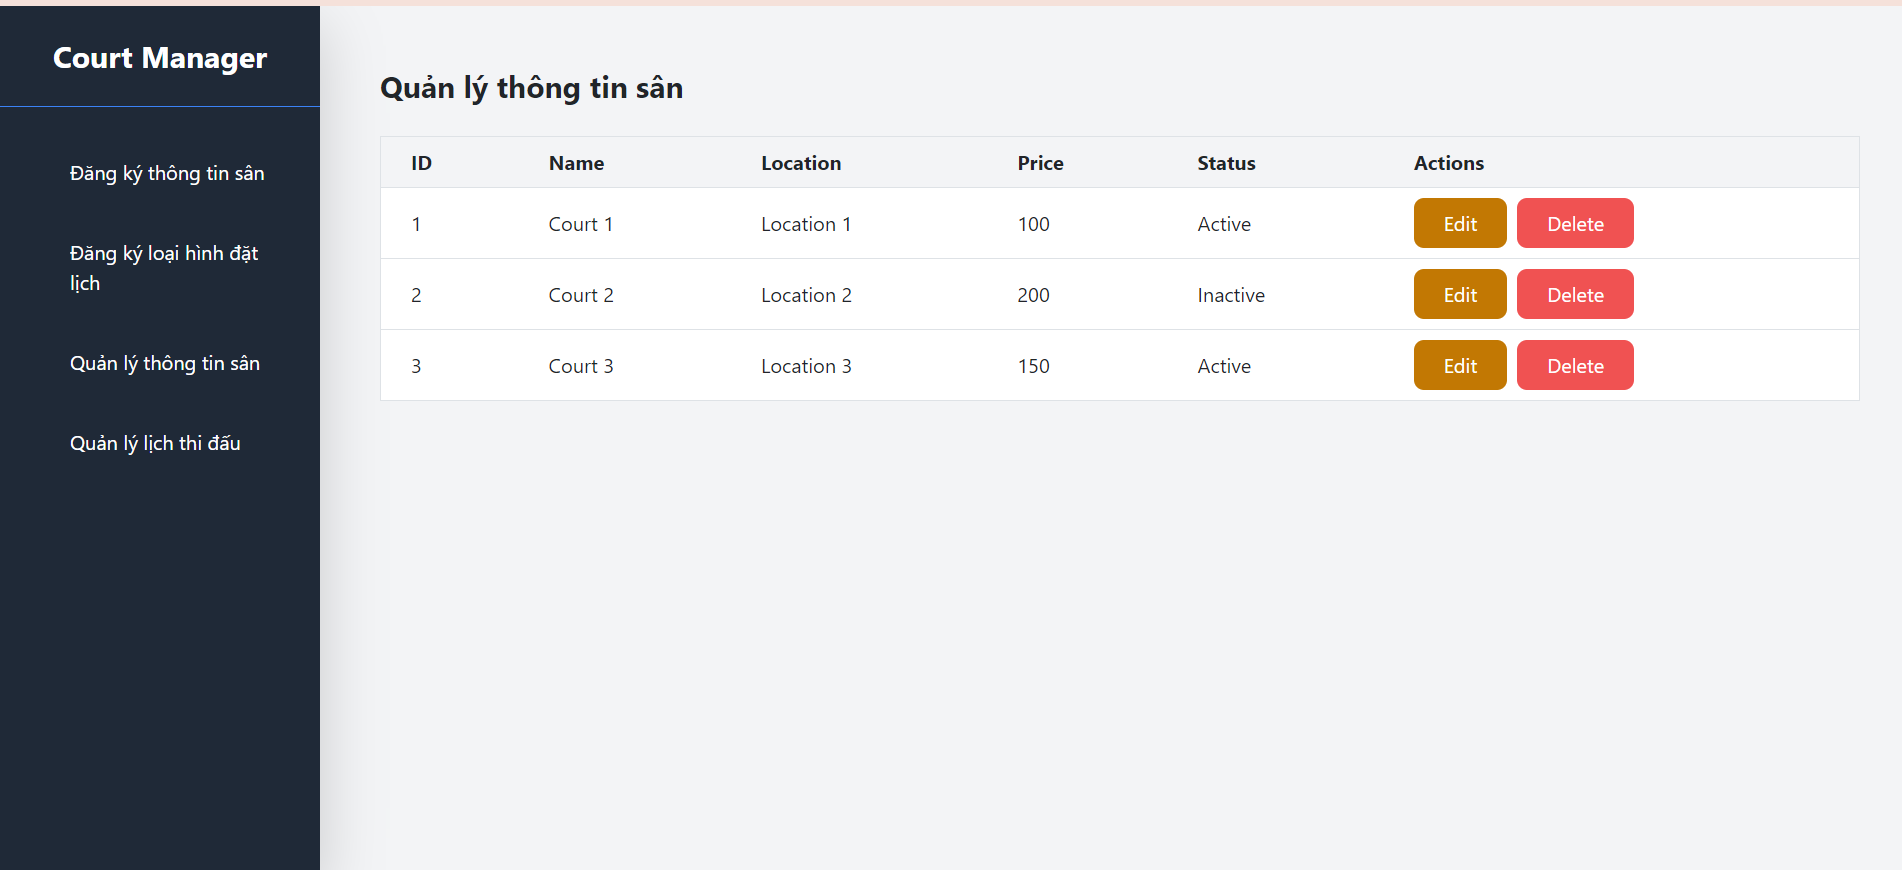 Court Manager
Đăng ký thông tin sân
Đăng ký loại hình đặt
lịch
Quản lý thông tin sân
Quản lý lịch thi đấu
Quản lý thông tin sân
ID Name Location Price Status Actions
1 Court 1 Location 1 100 Active Edit Delete
2 Court 2 Location 2 200 Inactive Edit Delete
3 Court 3 Location 3 150 Active Edit Delete